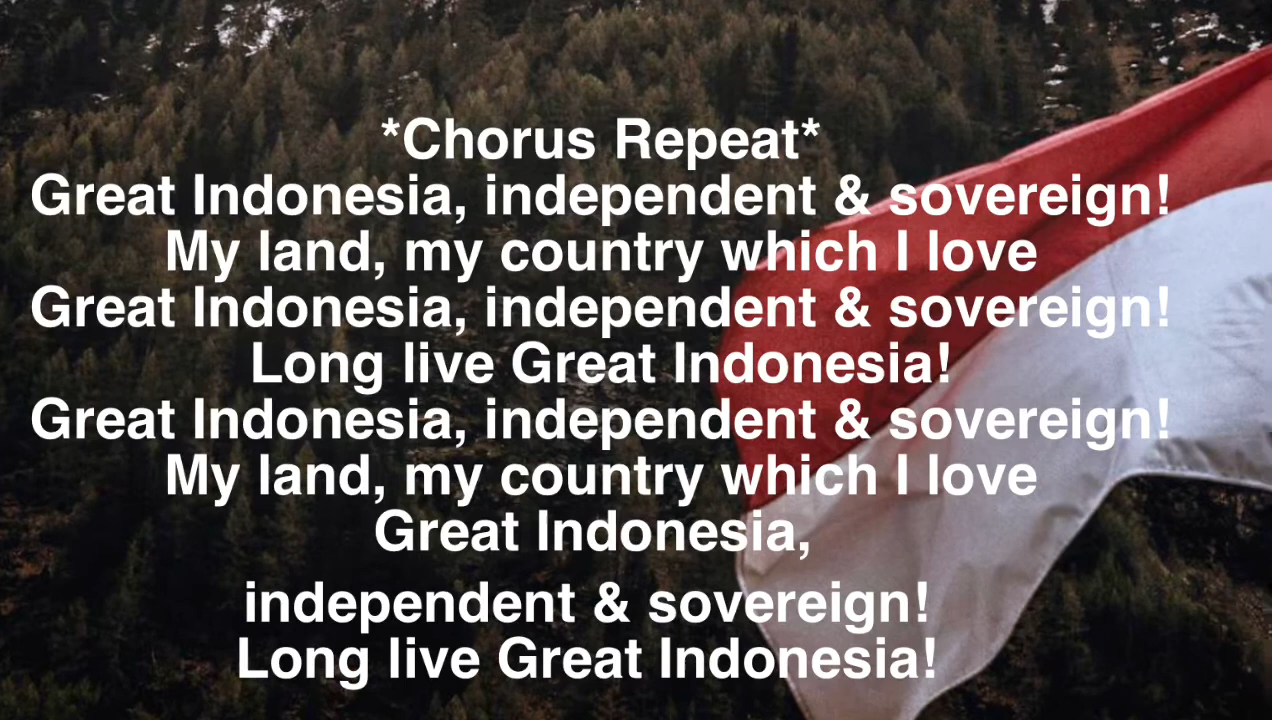 *Chorus Repeat*
Great Indonesia, independent & sovereign!
My land, my country which I love
Great Indonesia, independent & sovereign!
Long live Great Indonesia!
Great Indonesia, independent & sovereign!
My land, my country which I love
Great Indonesia,
independent & sovereign!
Long live Great Indonesia!